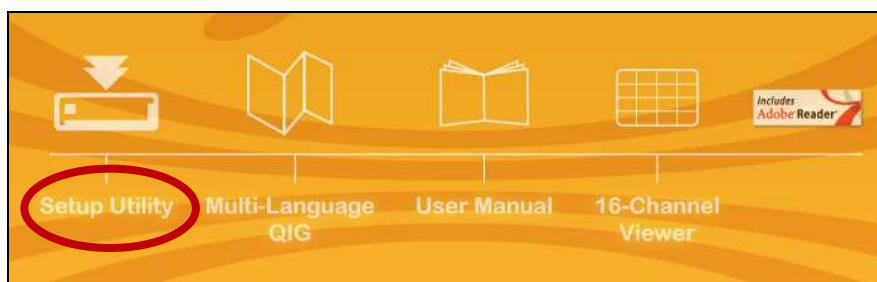 Includes
Adobe Reader
Setup Utility
Multi-Language
QIG
User Manual
16-Channel
Viewer